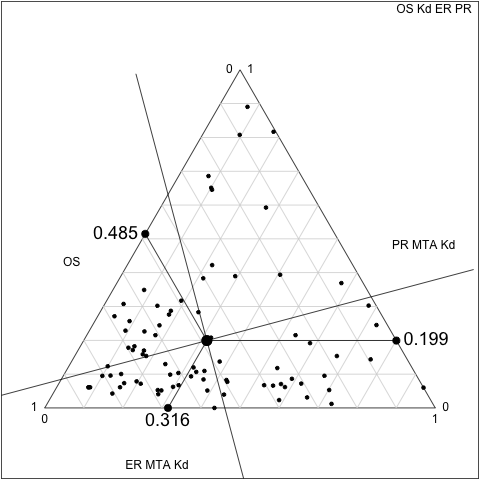 OS Kd ER PR
0 1
0.485
PR MTA Kd
OS
0.199
1 0
0 0.316 1
ER MTA Kd